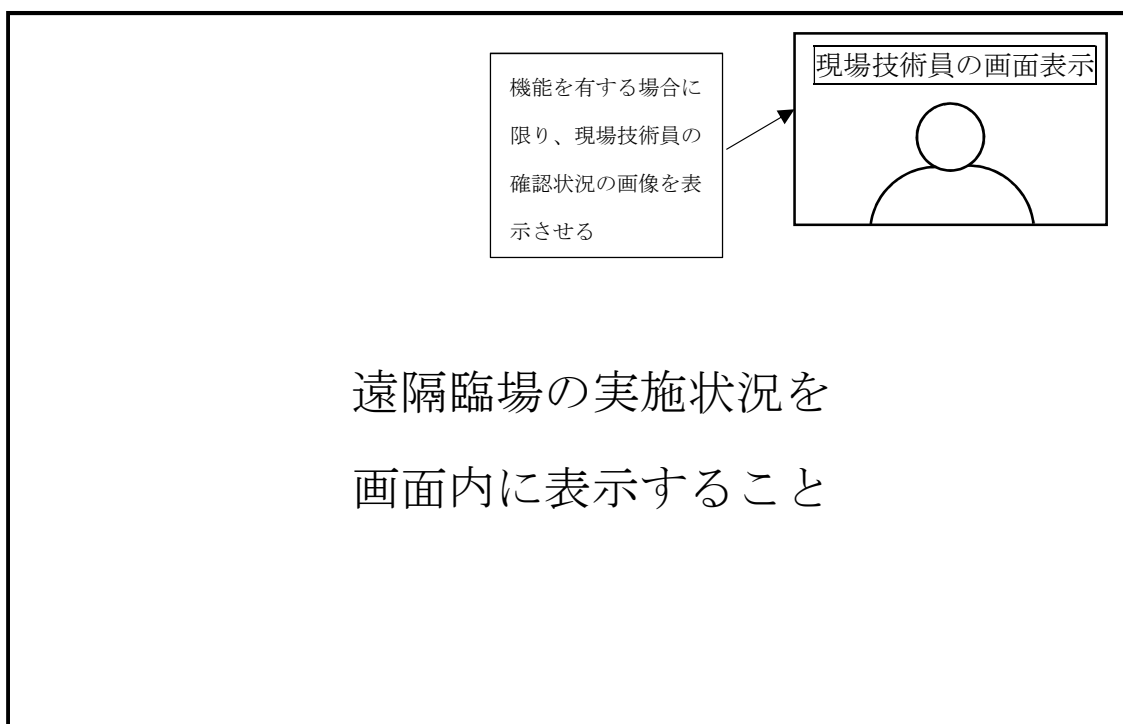 機能を有する場合に
限り、現場技術員の
確認状況の画像を表
示させる
現場技術員の画面表示
遠隔臨場の実施状況を
画面内に表示すること